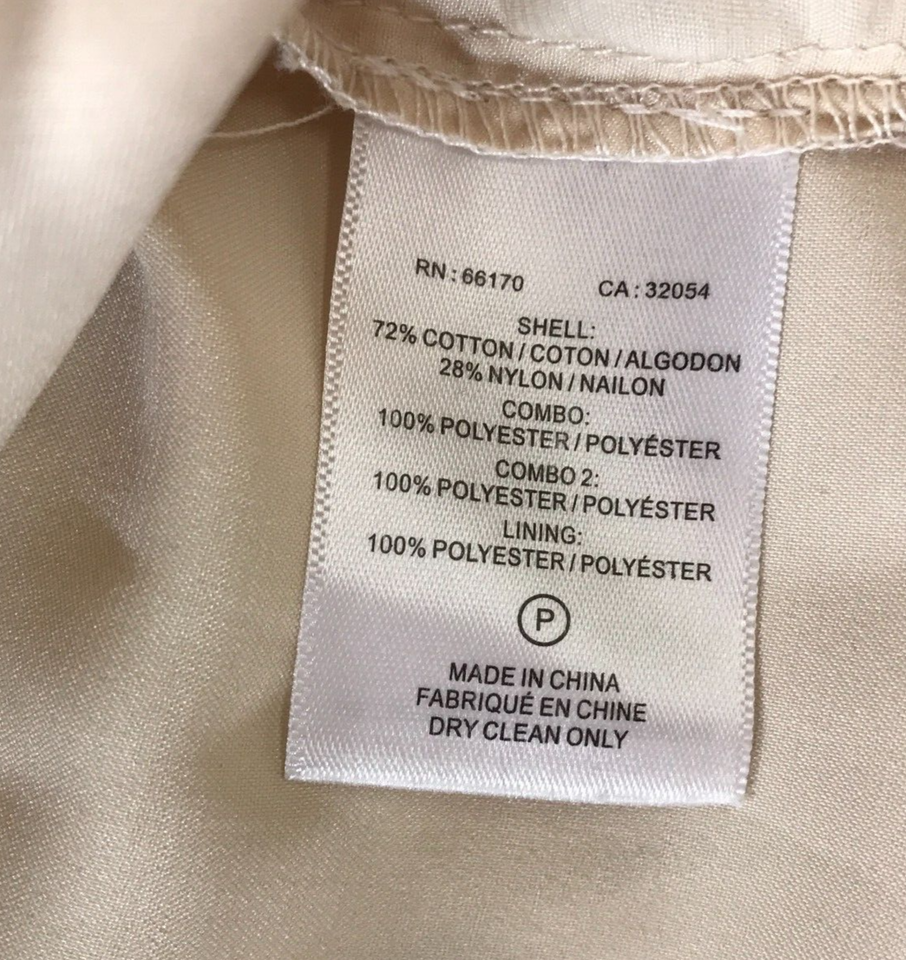 RN : 66170 CA : 32054
SHELL:
72% COTTON / COTON / ALGODON
28% NYLON / NAILON
COMBO:
100% POLYESTER / POLYÉSTER
COMBO 2:
100% POLYESTER / POLYÉSTER
LINING:
100% POLYESTER / POLYÉSTER
P
MADE IN CHINA
FABRIQUÉ EN CHINE
DRY CLEAN ONLY